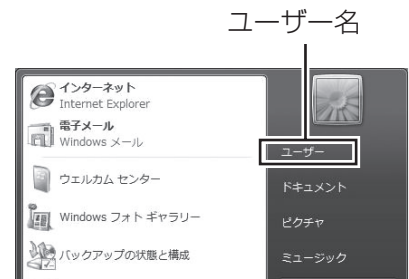 ユーザー名
インターネット
Internet Explorer
電子メール
Windows メール
ウェルカム センター
Windows フォト ギャラリー
バックアップの状態と構成
ユーザー
ドキュメント
ピクチャ
ミュージック